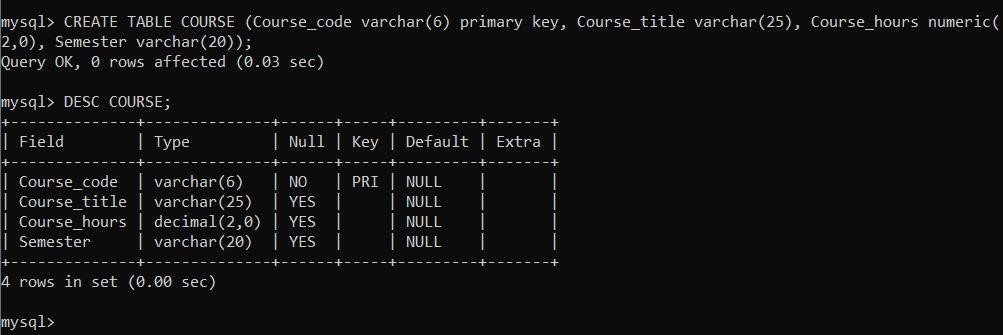 mysql> CREATE TABLE COURSE (Course_code varchar(6) primary key, Course_title varchar(25), Course_hours numeric(
2,0), Semester varchar(20));
Query OK, 0 rows affected (0.03 sec)

mysql> DESC COURSE;
+--------------+--------------+------+-----+---------+-------+
| Field        | Type         | Null | Key | Default | Extra |
+--------------+--------------+------+-----+---------+-------+
| Course_code  | varchar(6)   | NO   | PRI | NULL    |       |
| Course_title | varchar(25)  | YES  |     | NULL    |       |
| Course_hours | decimal(2,0) | YES  |     | NULL    |       |
| Semester     | varchar(20)  | YES  |     | NULL    |       |
+--------------+--------------+------+-----+---------+-------+
4 rows in set (0.00 sec)

mysql>